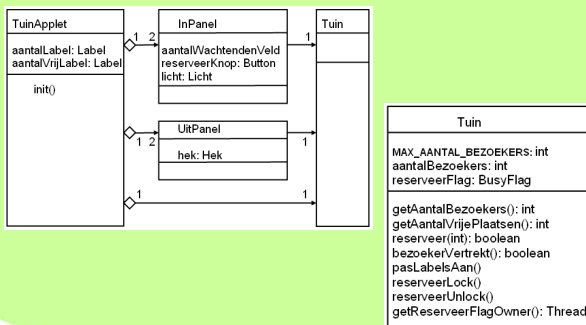 TuinApplet
aantalLabel: Label
aantalVrijLabel: Label
init()
1 2
InPanel
aantalWachtendenVeld
reserveerKnop: Button
licht: Licht
1
Tuin
1 2
UitPanel
hek: Hek
1
1
1
Tuin
MAX_AANTAL_BEZOEKERS: int
aantalBezoekers: int
reserveerFlag: BusyFlag
getAantalBezoekers(): int
getAantalVrijePlaatsen(): int
reserveer(int): boolean
bezoekerVertrekt(): boolean
pasLabelsAan()
reserveerLock()
reserveerUnlock()
getReserveerFlagOwner(): Thread